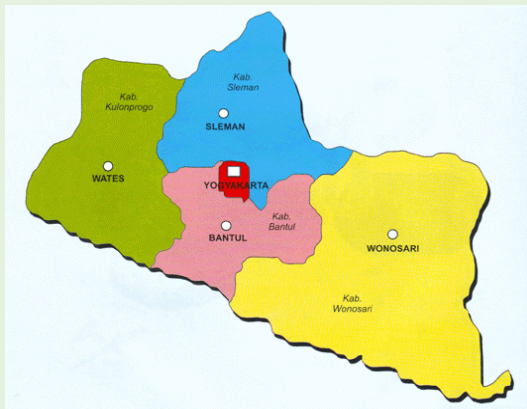 Kab.
Sleman
Kab.
Kulonprogo
SLEMAN
WATES
YOGYAKARTA
Kab.
Bantul
BANTUL
WONOSARI
Kab.
Wonosari